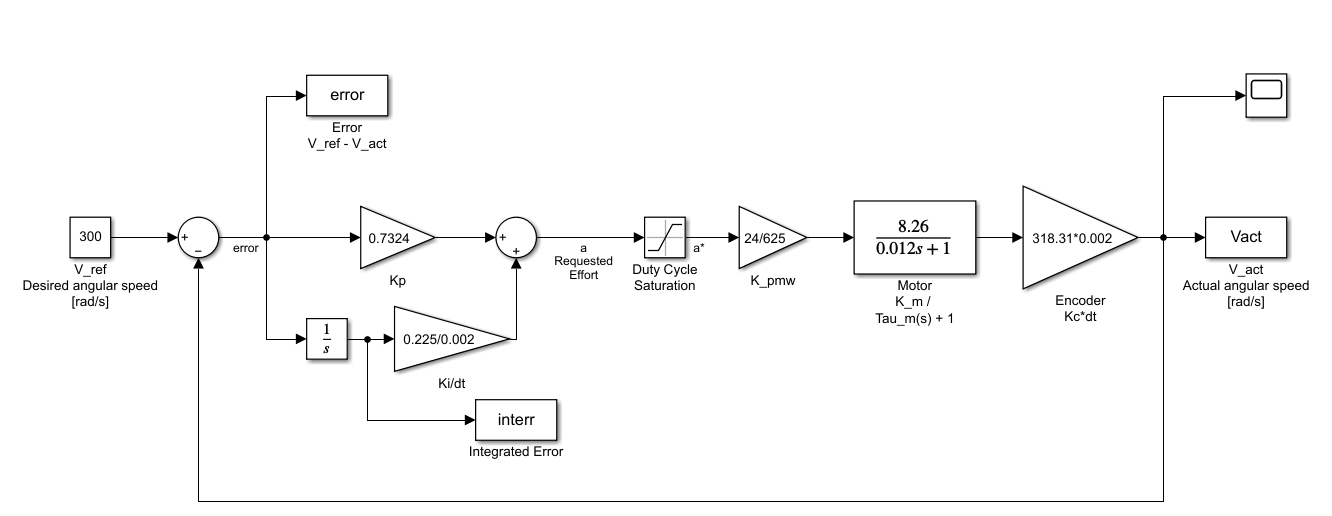 error
Error
V_ref - V_act
300
V_ref
Desired angular speed
[rad/s]
+
−
error
0.7324
Kp
+
+
a
Requested
Effort
Duty Cycle
Saturation
a*
24/625
K_pmw
8.26
0.012s + 1
Motor
K_m /
Tau_m(s) + 1
318.31*0.002
Encoder
Kc*dt
Vact
V_act
Actual angular speed
[rad/s]
1
s
0.225/0.002
Ki/dt
interr
Integrated Error